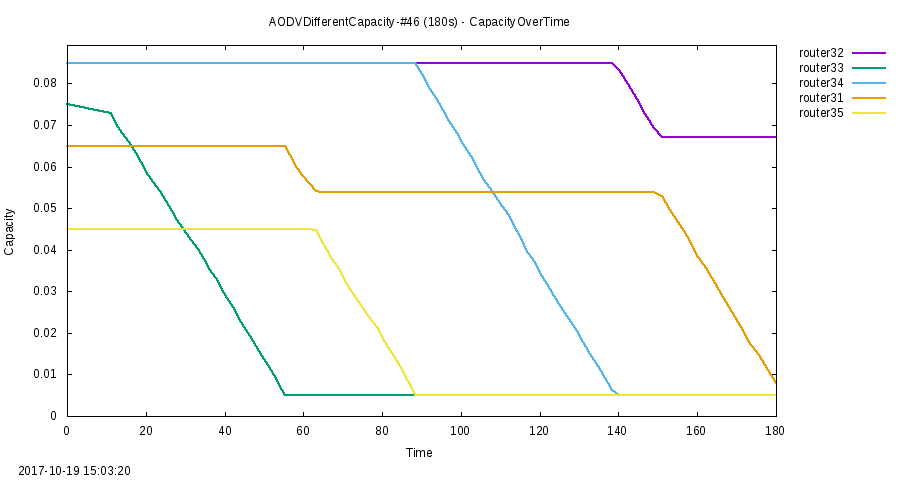 AODVDifferentCapacity-#46 (180s) - CapacityOverTime
router32
router33
router34
router31
router35
0.08
0.07
0.06
0.05
0.04
0.03
0.02
0.01
0
Capacity
0 20 40 60 80 100 120 140 160 180
Time
2017-10-19 15:03:20